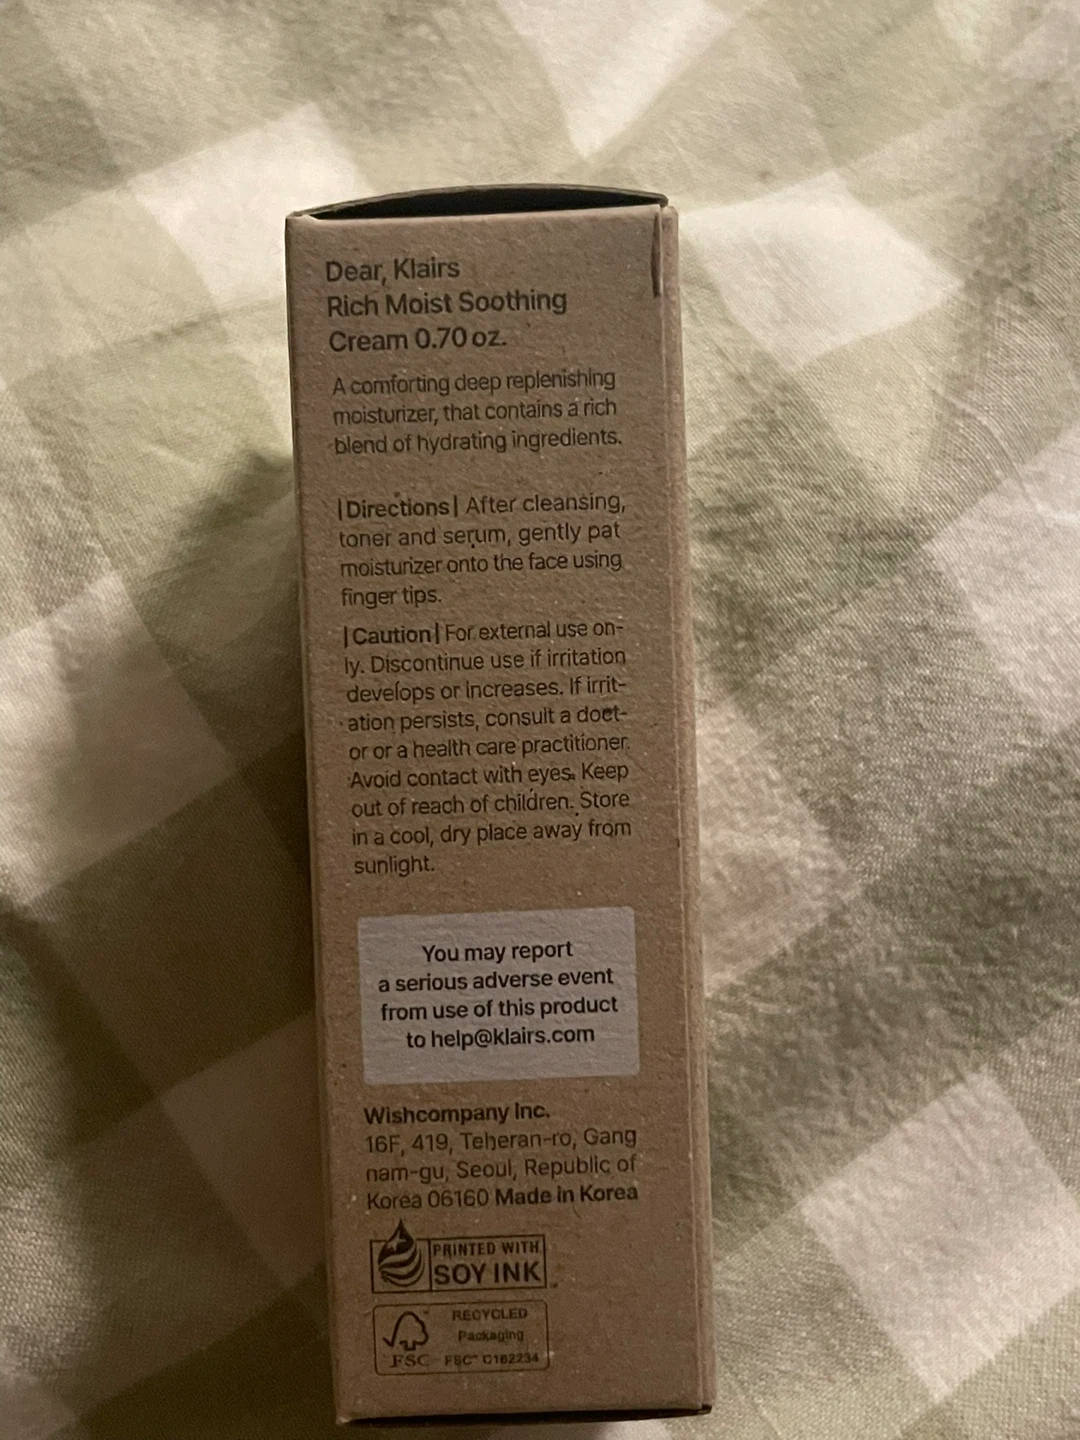 Dear, Klairs
Rich Moist Soothing
Cream 0.70 oz.
A comforting deep replenishing
moisturizer, that contains a rich
blend of hydrating ingredients.
|Directions| After cleansing,
toner and serum, gently pat
moisturizer onto the face using
finger tips.
|Caution| For external use on-
ly. Discontinue use if irritation
develops or increases. If irrit-
ation persists, consult a doct-
or or a health care practitioner.
Avoid contact with eyes. Keep
out of reach of children. Store
in a cool, dry place away from
sunlight.
You may report
a serious adverse event
from use of this product
to help@klairs.com
Wishcompany Inc.
16F, 419, Teheran-ro, Gang
nam-gu, Seoul, Republic of
Korea 06160 Made in Korea
PRINTED WITH
SOY INK
RECYCLED
Packaging
FSC FSC™ C162234